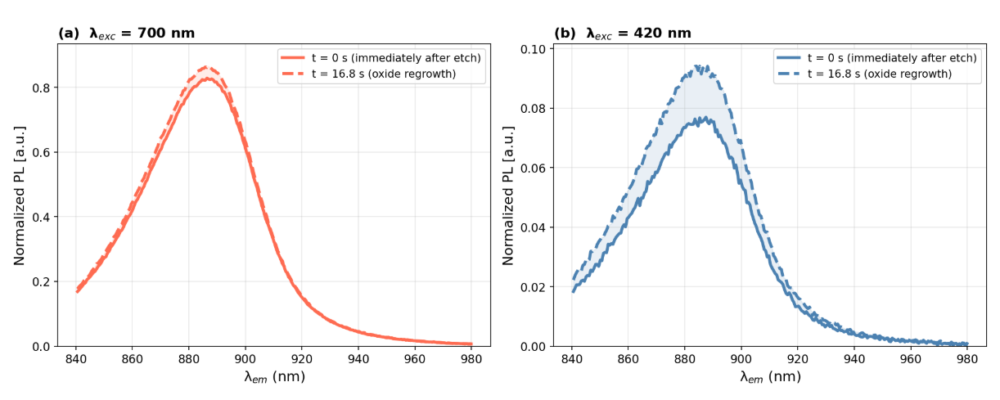 (a) λexc = 700 nm
t = 0 s (immediately after etch)
t = 16.8 s (oxide regrowth)
Normalized PL [a.u.]
0.8
0.6
0.4
0.2
0.0
840 860 880 900 920 940 960 980
λem (nm)
(b) λexc = 420 nm
t = 0 s (immediately after etch)
t = 16.8 s (oxide regrowth)
Normalized PL [a.u.]
0.10
0.08
0.06
0.04
0.02
0.00
840 860 880 900 920 940 960 980
λem (nm)